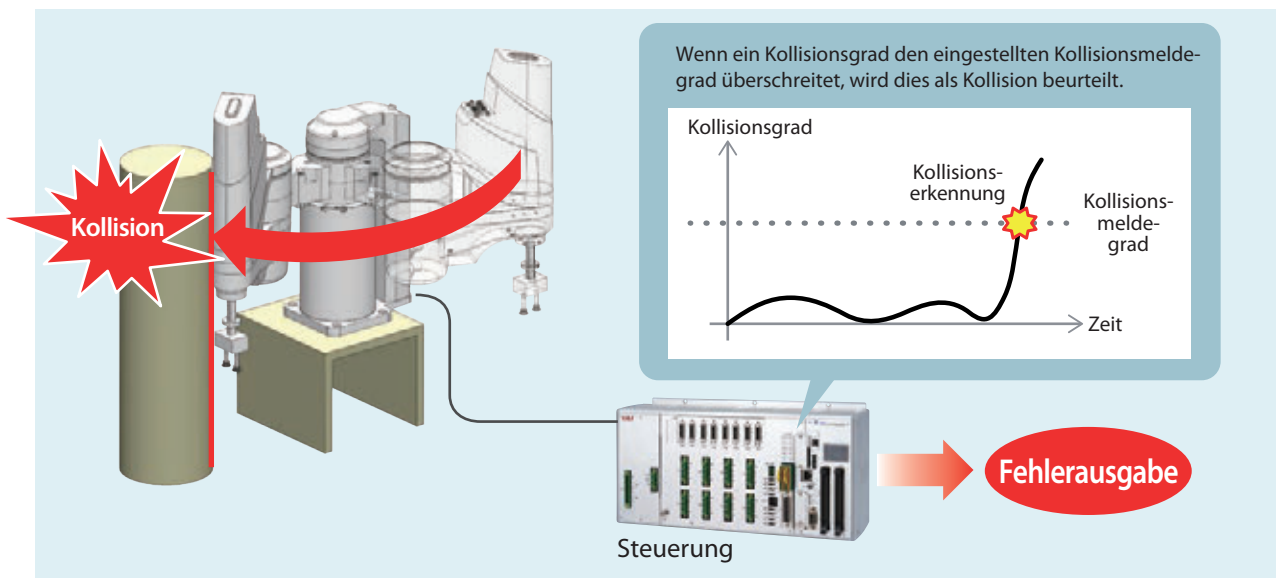 Wenn ein Kollisionsgrad den eingestellten Kollisionsmelde-
grad überschreitet, wird dies als Kollision beurteilt.
Kollisionsgrad
Kollisions-
erkennung
Kollisions-
melde-
grad
Zeit
Kollision
Fehlerausgabe
Steuerung